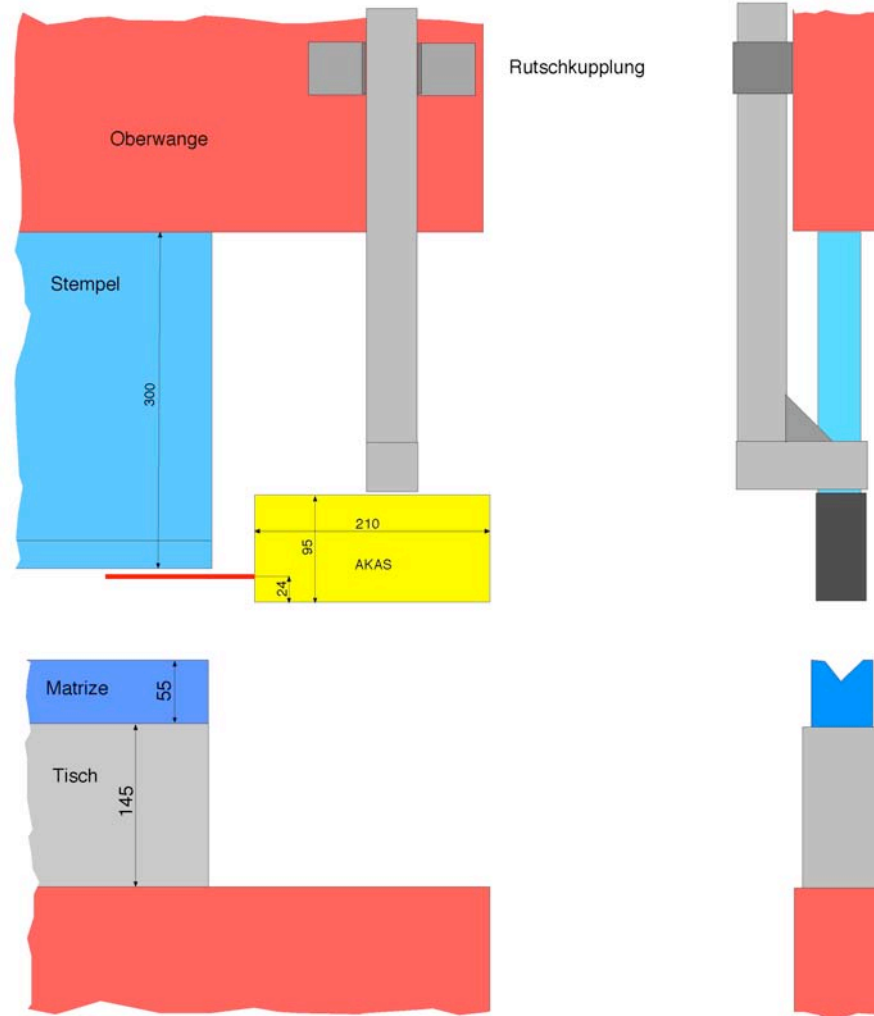 Rutschkupplung
Oberwange
Stempel
300
210
95
AKAS
24
Matrize
55
Tisch
145